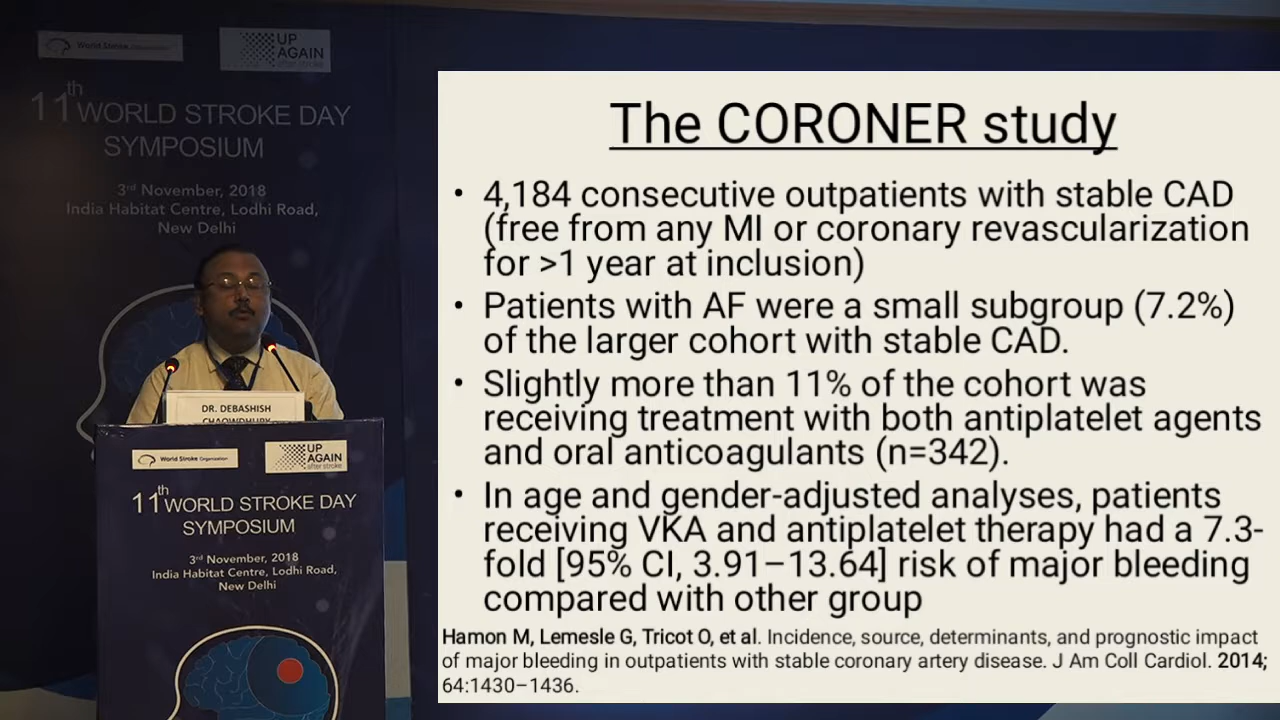 World Stroke Organization
UP
AGAIN
after stroke
11th WORLD STROKE DAY
SYMPOSIUM
3rd November, 2018
India Habitat Centre, Lodhi Road,
New Delhi
DR. DEBASHISH
CHAOWDHURY
World Stroke Organization
UP
AGAIN
after stroke
11th WORLD STROKE DAY
SYMPOSIUM
3rd November, 2018
India Habitat Centre, Lodhi Road,
New Delhi
The CORONER study
• 4,184 consecutive outpatients with stable CAD
(free from any MI or coronary revascularization
for >1 year at inclusion)
• Patients with AF were a small subgroup (7.2%)
of the larger cohort with stable CAD.
• Slightly more than 11% of the cohort was
receiving treatment with both antiplatelet agents
and oral anticoagulants (n=342).
• In age and gender-adjusted analyses, patients
receiving VKA and antiplatelet therapy had a 7.3-
fold [95% CI, 3.91–13.64] risk of major bleeding
compared with other group
Hamon M, Lemesle G, Tricot O, et al. Incidence, source, determinants, and prognostic impact
of major bleeding in outpatients with stable coronary artery disease. J Am Coll Cardiol. 2014;
64:1430–1436.